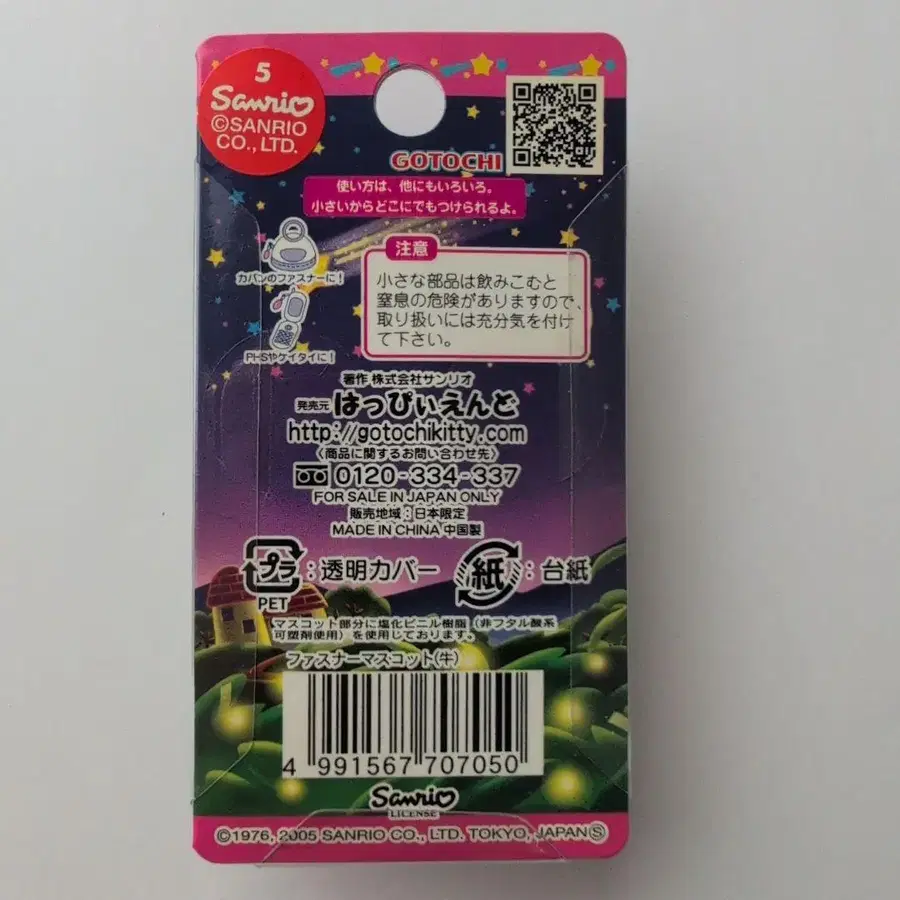 5
Sanrio
©SANRIO
CO., LTD.
GOTOCHI
使い方は、他にもいろいろ。
小さいからどこにでもつけられるよ。
カバンのファスナーに!
PHSやケイタイに!
注意
小さな部品は飲みこむと
窒息の危険がありますので、
取り扱いには充分気を付け
て下さい。
著作 株式会社サンリオ
発売元 はっぴぃえんど
http://gotochikitty.com
〈商品に関するお問い合わせ先〉
0120-334-337
FOR SALE IN JAPAN ONLY
販売地域:日本限定
MADE IN CHINA 中国製
プラ:透明カバー 紙:台紙
PET
マスコット部分に塩化ビニル樹脂(非フタル酸系
可塑剤使用)を使用しております。
ファスナーマスコット(牛)
4 991567 707050
Sanrio
LICENSE
©1976, 2005 SANRIO CO., LTD. TOKYO, JAPAN Ⓢ